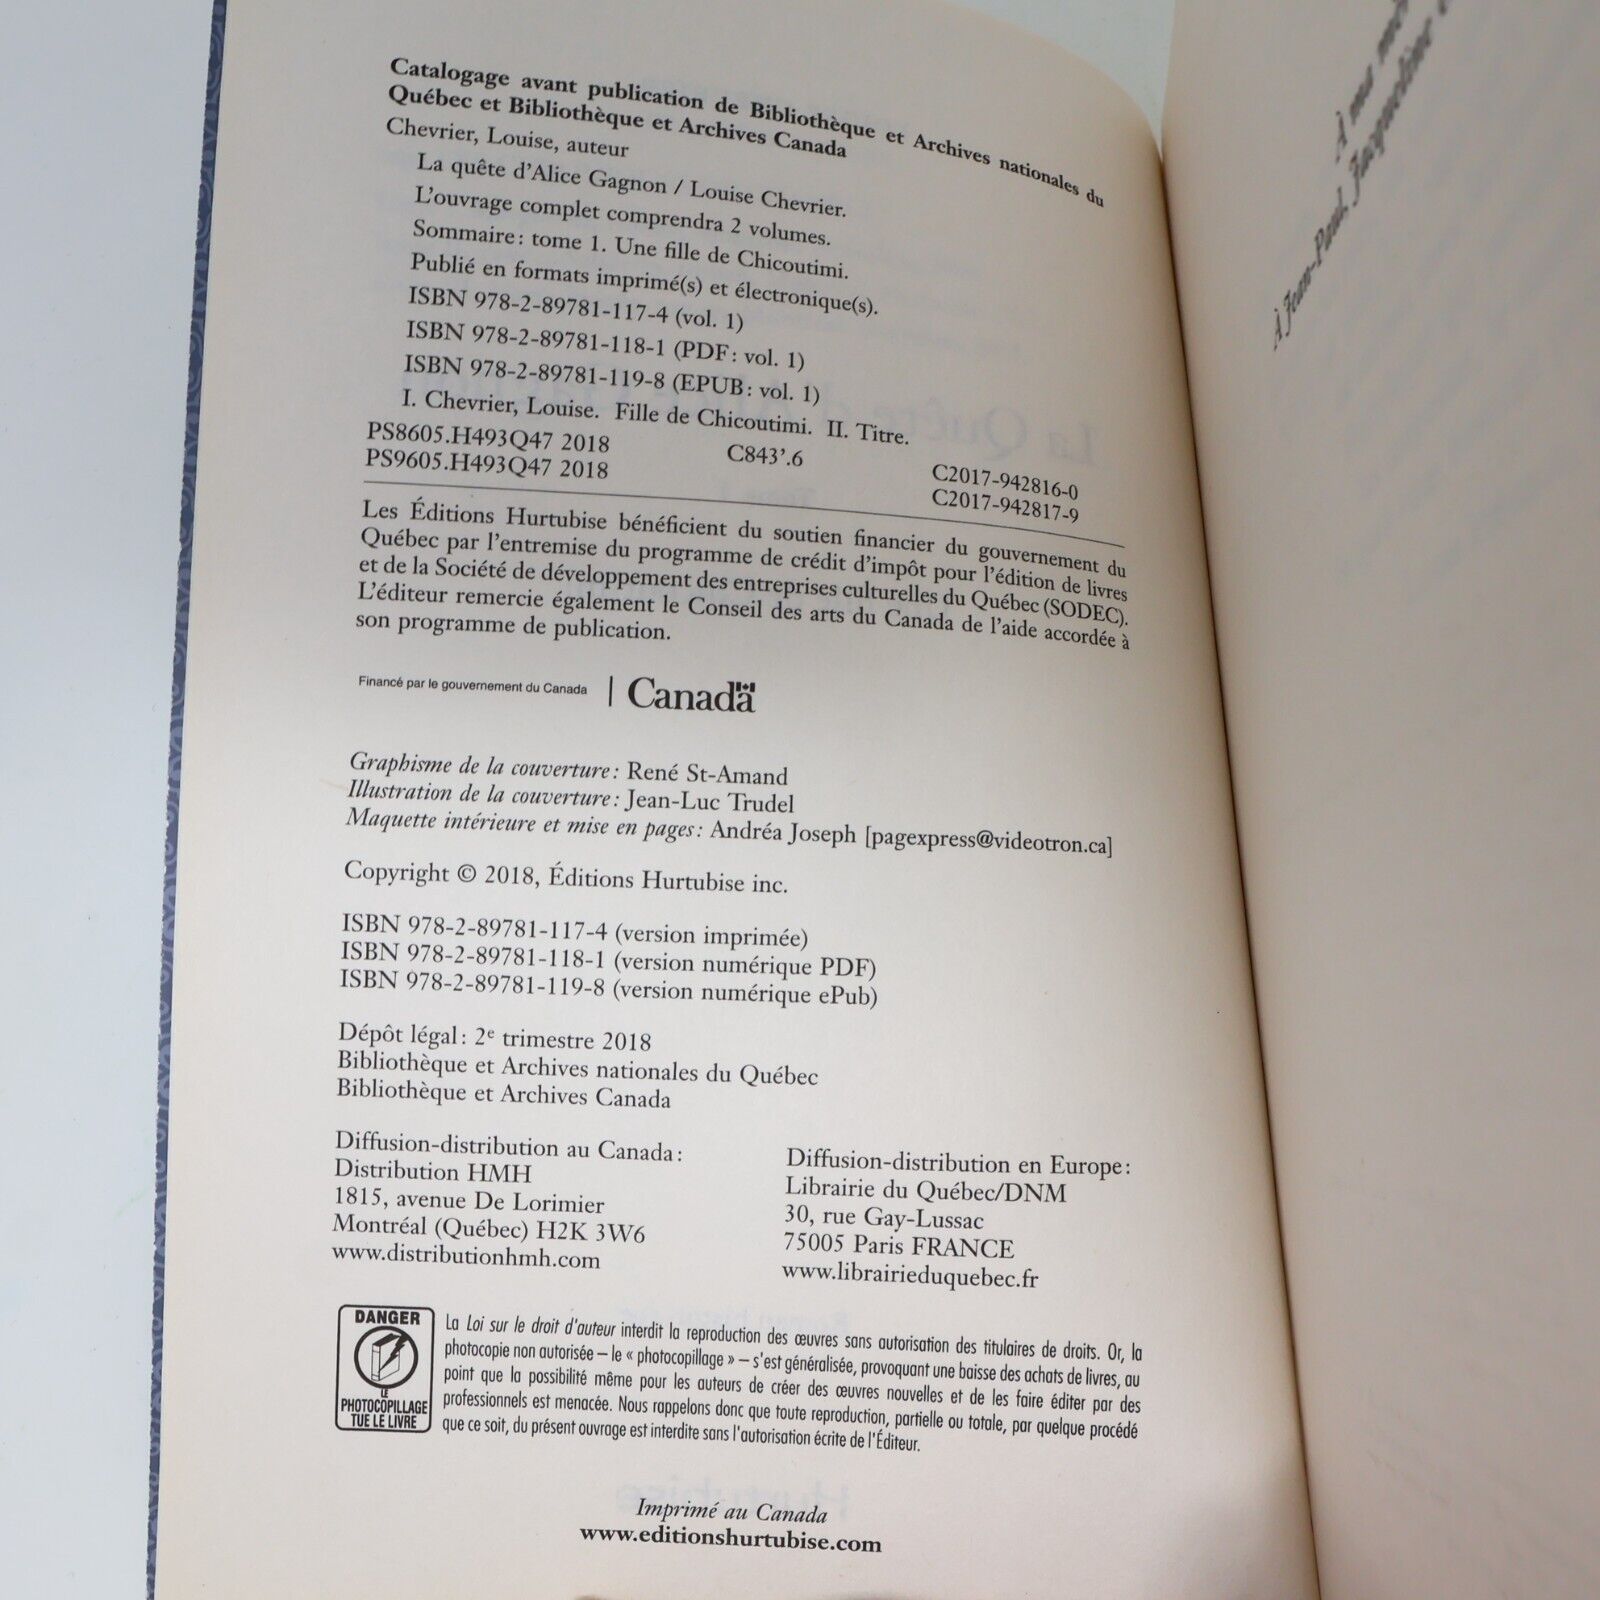 Catalogage avant publication de Bibliothèque et Archives nationales du
Québec et Bibliothèque et Archives Canada
Chevrier, Louise, auteur
La quête d'Alice Gagnon / Louise Chevrier.
L'ouvrage complet comprendra 2 volumes.
Sommaire : tome 1. Une fille de Chicoutimi.
Publié en formats imprimé(s) et électronique(s).
ISBN 978-2-89781-117-4 (vol. 1)
ISBN 978-2-89781-118-1 (PDF : vol. 1)
ISBN 978-2-89781-119-8 (EPUB : vol. 1)
I. Chevrier, Louise. Fille de Chicoutimi. II. Titre.
PS8605.H493Q47 2018 C843'.6 C2017-942816-0
PS9605.H493Q47 2018 C2017-942817-9
Les Éditions Hurtubise bénéficient du soutien financier du gouvernement du
Québec par l'entremise du programme de crédit d'impôt pour l'édition de livres
et de la Société de développement des entreprises culturelles du Québec (SODEC).
L'éditeur remercie également le Conseil des arts du Canada de l'aide accordée à
son programme de publication.
Financé par le gouvernement du Canada | Canada
Graphisme de la couverture : René St-Amand
Illustration de la couverture : Jean-Luc Trudel
Maquette intérieure et mise en pages : Andréa Joseph [pagexpress@videotron.ca]
Copyright © 2018, Éditions Hurtubise inc.
ISBN 978-2-89781-117-4 (version imprimée)
ISBN 978-2-89781-118-1 (version numérique PDF)
ISBN 978-2-89781-119-8 (version numérique ePub)
Dépôt légal : 2e trimestre 2018
Bibliothèque et Archives nationales du Québec
Bibliothèque et Archives Canada
Diffusion-distribution au Canada :
Distribution HMH
1815, avenue De Lorimier
Montréal (Québec) H2K 3W6
www.distributionhmh.com
Diffusion-distribution en Europe :
Librairie du Québec/DNM
30, rue Gay-Lussac
75005 Paris FRANCE
www.librairieduquebec.fr
DANGER
LE
PHOTOCOPILLAGE
TUE LE LIVRE
La Loi sur le droit d'auteur interdit la reproduction des œuvres sans autorisation des titulaires de droits. Or, la
photocopie non autorisée – le « photocopillage » – s'est généralisée, provoquant une baisse des achats de livres, au
point que la possibilité même pour les auteurs de créer des œuvres nouvelles et de les faire éditer par des
professionnels est menacée. Nous rappelons donc que toute reproduction, partielle ou totale, par quelque procédé
que ce soit, du présent ouvrage est interdite sans l'autorisation écrite de l'Éditeur.
Imprimé au Canada
www.editionshurtubise.com
À ma
À Jean-Paul, Jacqueline